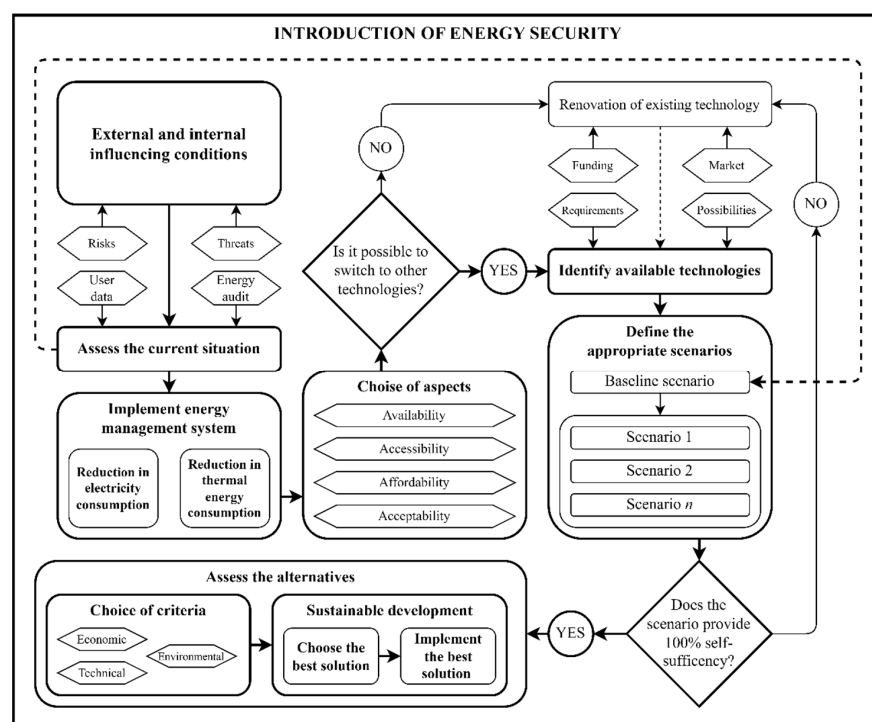 INTRODUCTION OF ENERGY SECURITY
External and internal
influencing conditions
Risks
Threats
User
data
Energy
audit
Assess the current situation
Implement energy
management system
Reduction in
electricity
consumption
Reduction in
thermal
energy
consumption
Choise of aspects
Availability
Accessibility
Affordability
Acceptability
Is it possible to
switch to other
technologies?
NO
YES
Renovation of existing technology
Funding
Market
Requirements
Possibilities
NO
Identify available technologies
Define the
appropriate scenarios
Baseline scenario
Scenario 1
Scenario 2
Scenario n
Does the
scenario provide
100% self-
sufficency?
YES
Assess the alternatives
Choice of criteria
Economic
Environmental
Technical
Sustainable development
Choose the
best solution
Implement
the best
solution